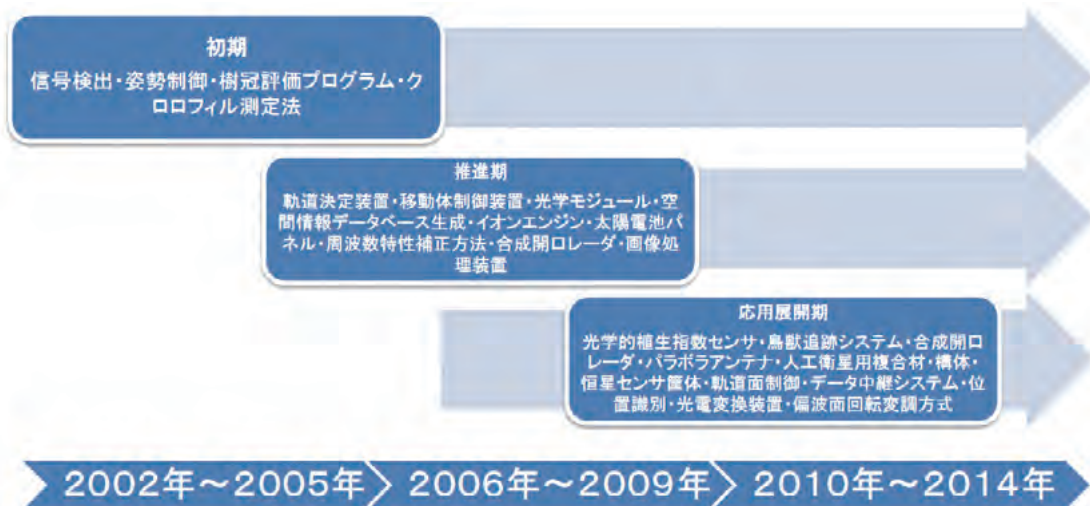 初期
信号検出・姿勢制御・樹冠評価プログラム・ク
ロロフィル測定法
推進期
軌道決定装置・移動体制御装置・光学モジュール・空
間情報データベース生成・イオンエンジン・太陽電池パ
ネル・周波数特性補正方法・合成開口レーダ・画像処
理装置
応用展開期
光学的植生指数センサ・鳥獣追跡システム・合成開口
レーダ・パラボラアンテナ・人工衛星用複合材・構体・
恒星センサ筐体・軌道面制御・データ中継システム・位
置識別・光電変換装置・偏波面回転変調方式
2002年～2005年
2006年～2009年
2010年～2014年